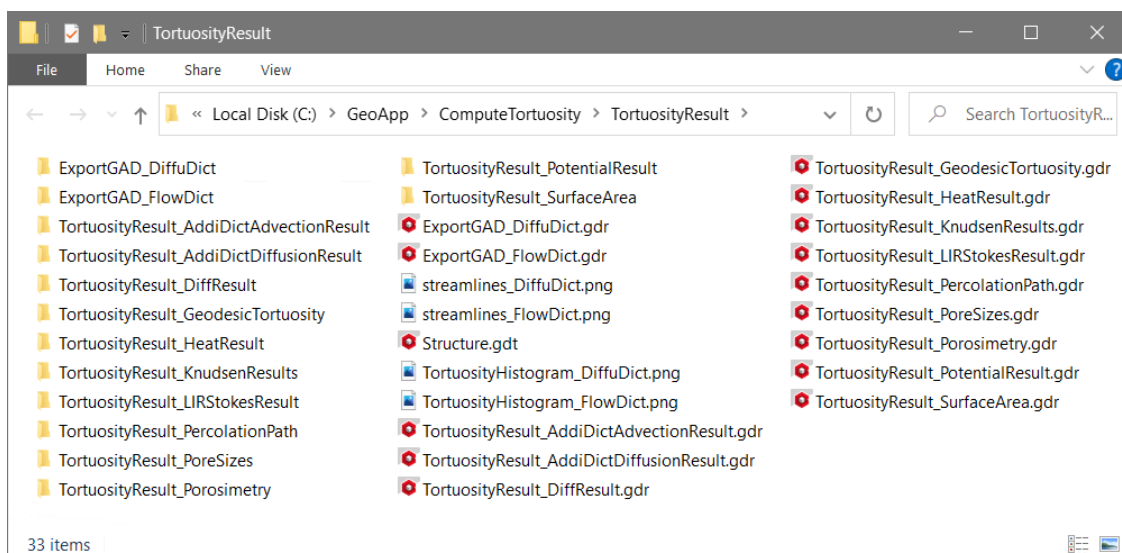 TortuosityResult
File Home Share View
« Local Disk (C:) > GeoApp > ComputeTortuosity > TortuosityResult >
Search TortuosityR...
ExportGAD_DiffuDict
ExportGAD_FlowDict
TortuosityResult_AddiDictAdvectionResult
TortuosityResult_AddiDictDiffusionResult
TortuosityResult_DiffResult
TortuosityResult_GeodesicTortuosity
TortuosityResult_HeatResult
TortuosityResult_KnudsenResults
TortuosityResult_LIRStokesResult
TortuosityResult_PercolationPath
TortuosityResult_PoreSizes
TortuosityResult_Porosimetry
TortuosityResult_PotentialResult
TortuosityResult_SurfaceArea
ExportGAD_DiffuDict.gdr
ExportGAD_FlowDict.gdr
streamlines_DiffuDict.png
streamlines_FlowDict.png
Structure.gdt
TortuosityHistogram_DiffuDict.png
TortuosityHistogram_FlowDict.png
TortuosityResult_AddiDictAdvectionResult.gdr
TortuosityResult_AddiDictDiffusionResult.gdr
TortuosityResult_DiffResult.gdr
TortuosityResult_GeodesicTortuosity.gdr
TortuosityResult_HeatResult.gdr
TortuosityResult_KnudsenResults.gdr
TortuosityResult_LIRStokesResult.gdr
TortuosityResult_PercolationPath.gdr
TortuosityResult_PoreSizes.gdr
TortuosityResult_Porosimetry.gdr
TortuosityResult_PotentialResult.gdr
TortuosityResult_SurfaceArea.gdr
33 items